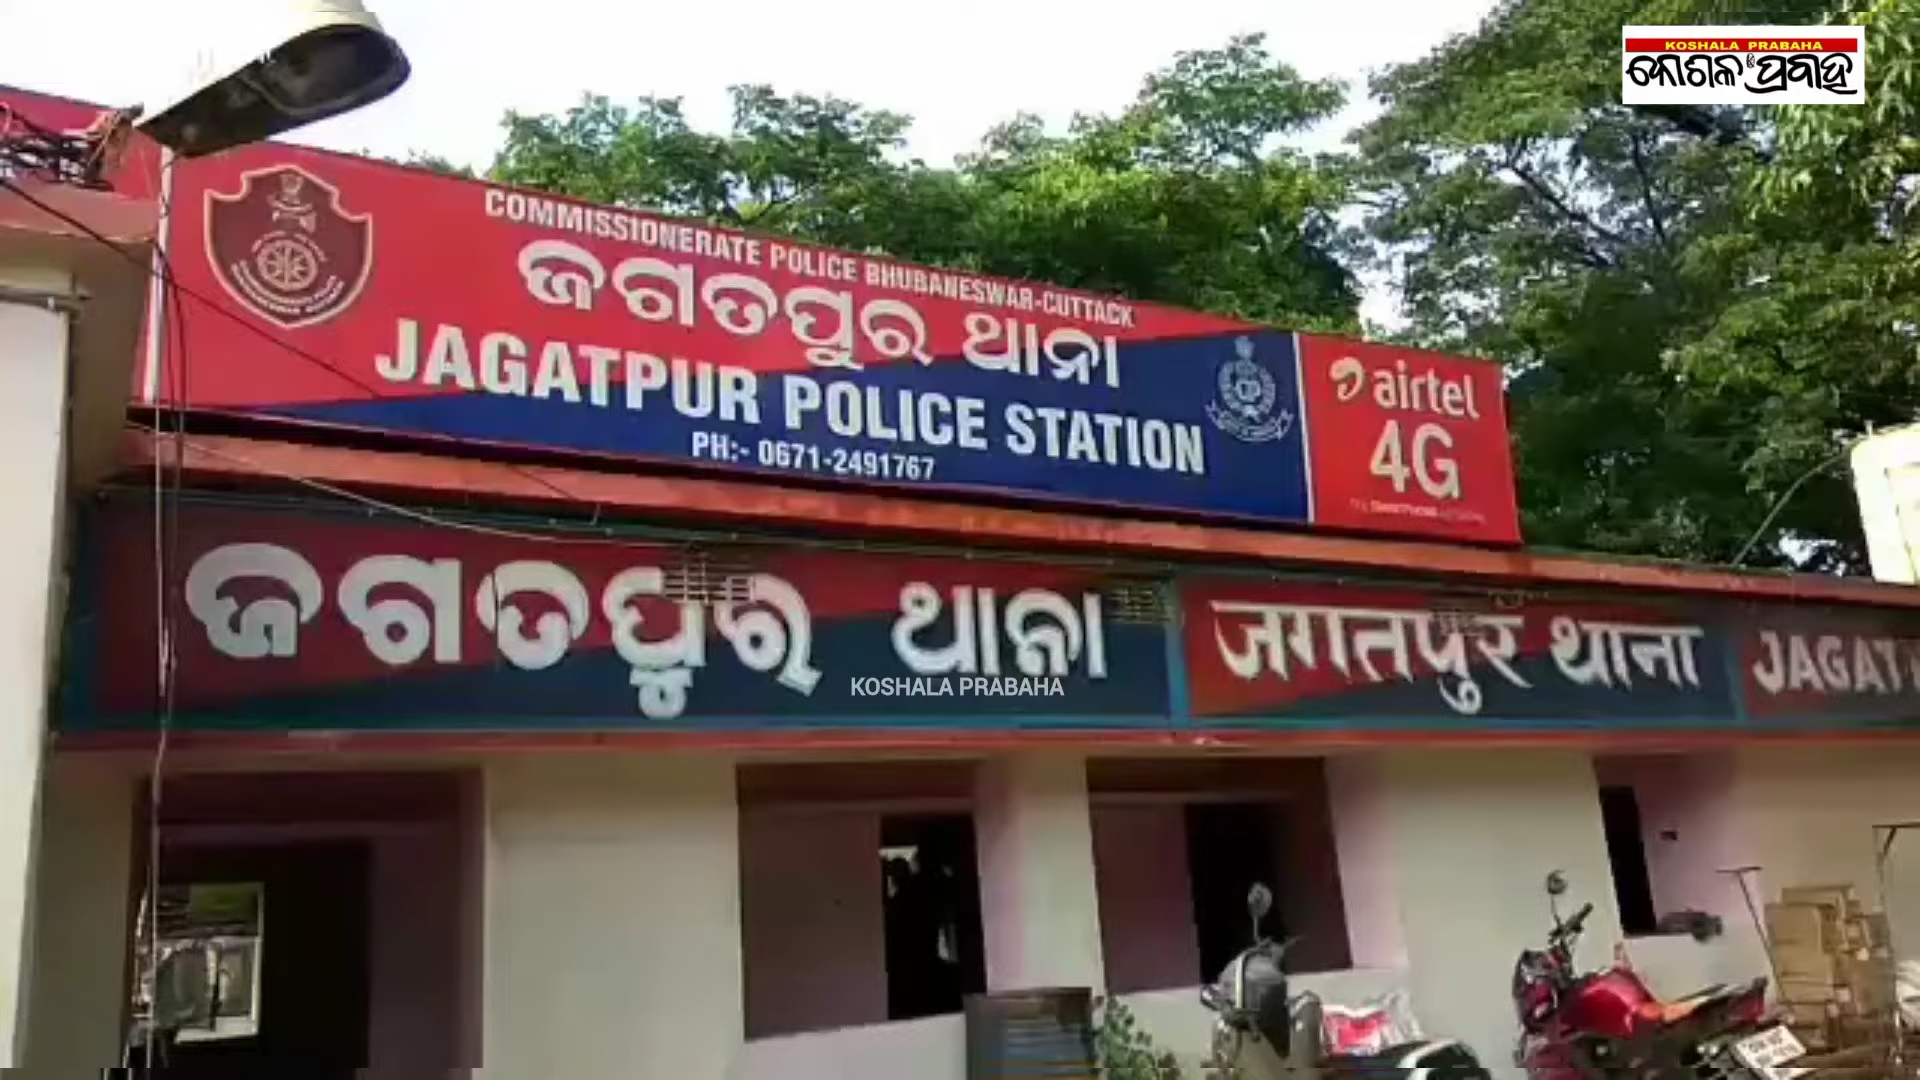 KOSHALA PRABAHA
କୋଶଳ ପ୍ରବାହ
COMMISSIONERATE POLICE BHUBANESWAR-CUTTACK
ଜଗତପୁର ଥାନା
JAGATPUR POLICE STATION
PH:- 0671-2491767
airtel
4G
ଜଗତପୁର ଥାନା
जगतपुर थाना
JAGAT
KOSHALA PRABAHA